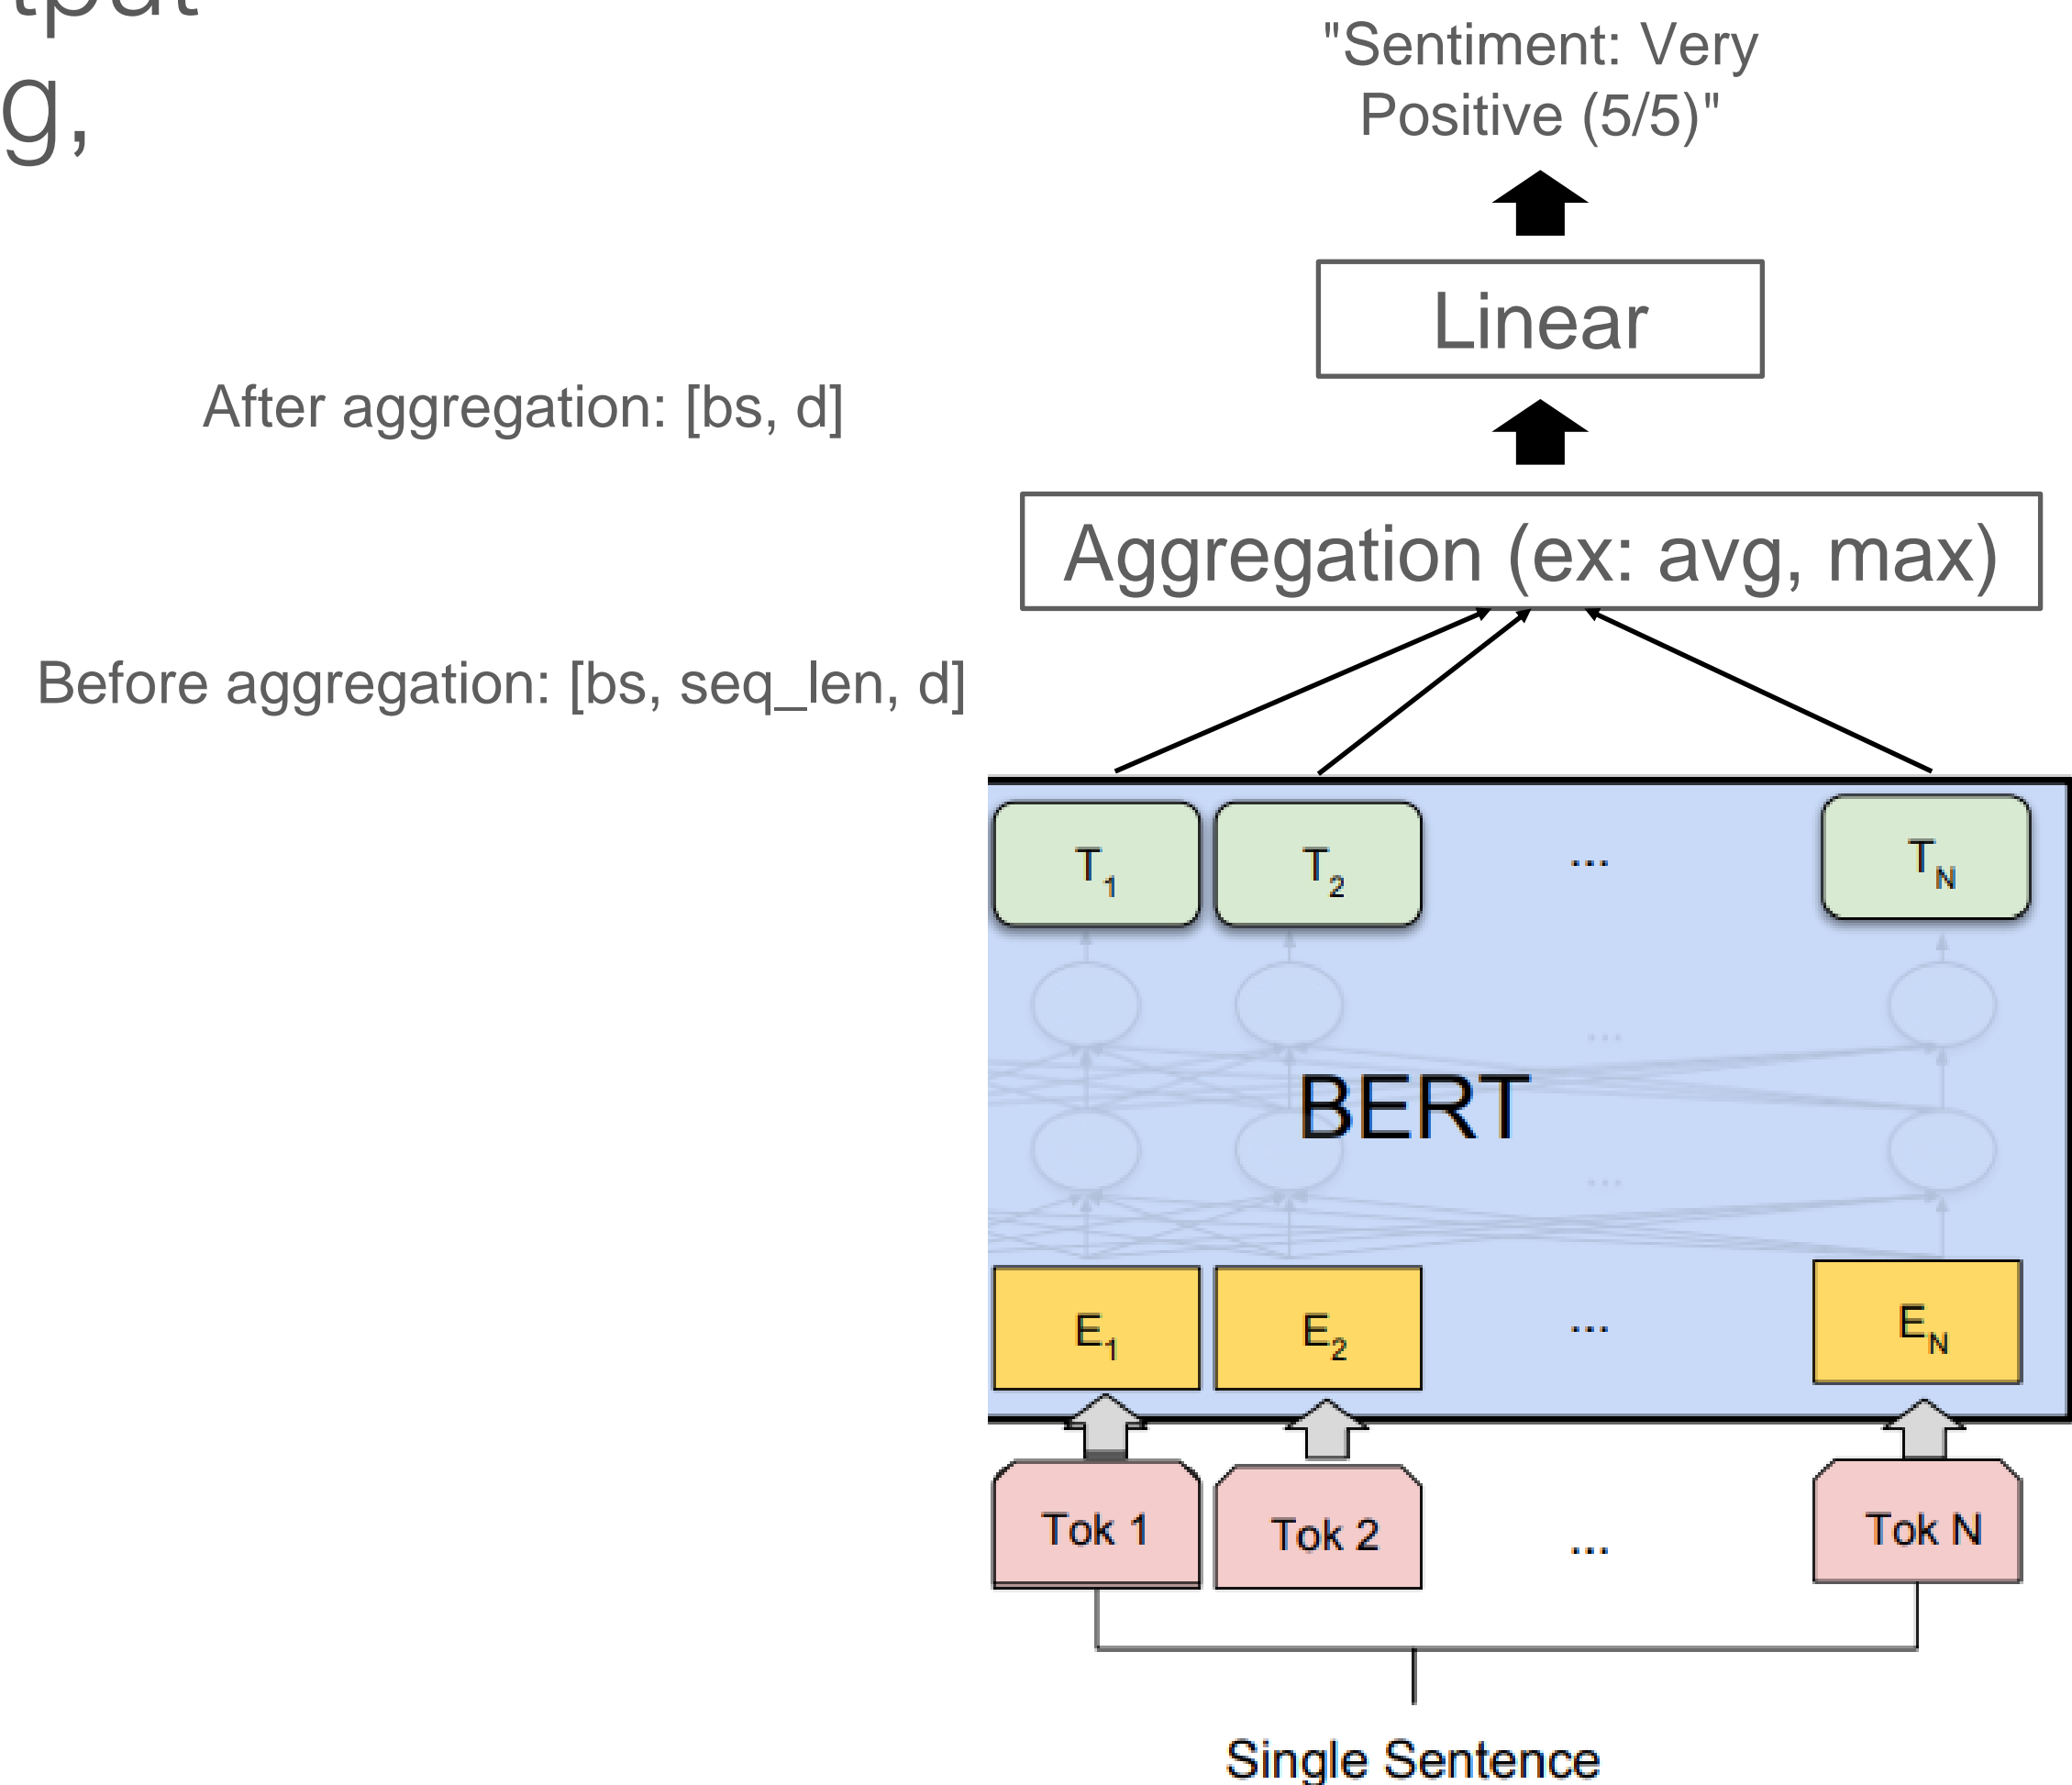 tput
g,
"Sentiment: Very
Positive (5/5)"
Linear
After aggregation: [bs, d]
Aggregation (ex: avg, max)
Before aggregation: [bs, seq_len, d]
T1 T2 ... TN
...
BERT
...
E1 E2 ... EN
Tok 1 Tok 2 ... Tok N
Single Sentence